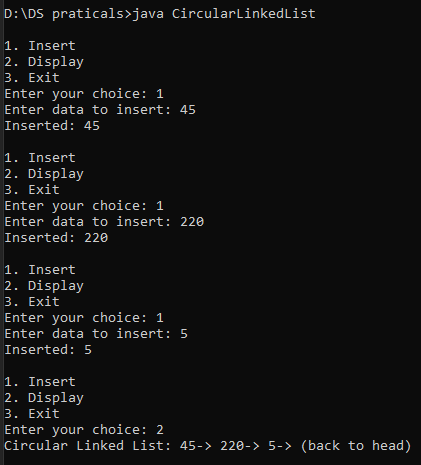 D:\DS praticals>java CircularLinkedList
1. Insert
2. Display
3. Exit
Enter your choice: 1
Enter data to insert: 45
Inserted: 45
1. Insert
2. Display
3. Exit
Enter your choice: 1
Enter data to insert: 220
Inserted: 220
1. Insert
2. Display
3. Exit
Enter your choice: 1
Enter data to insert: 5
Inserted: 5
1. Insert
2. Display
3. Exit
Enter your choice: 2
Circular Linked List: 45-> 220-> 5-> (back to head)